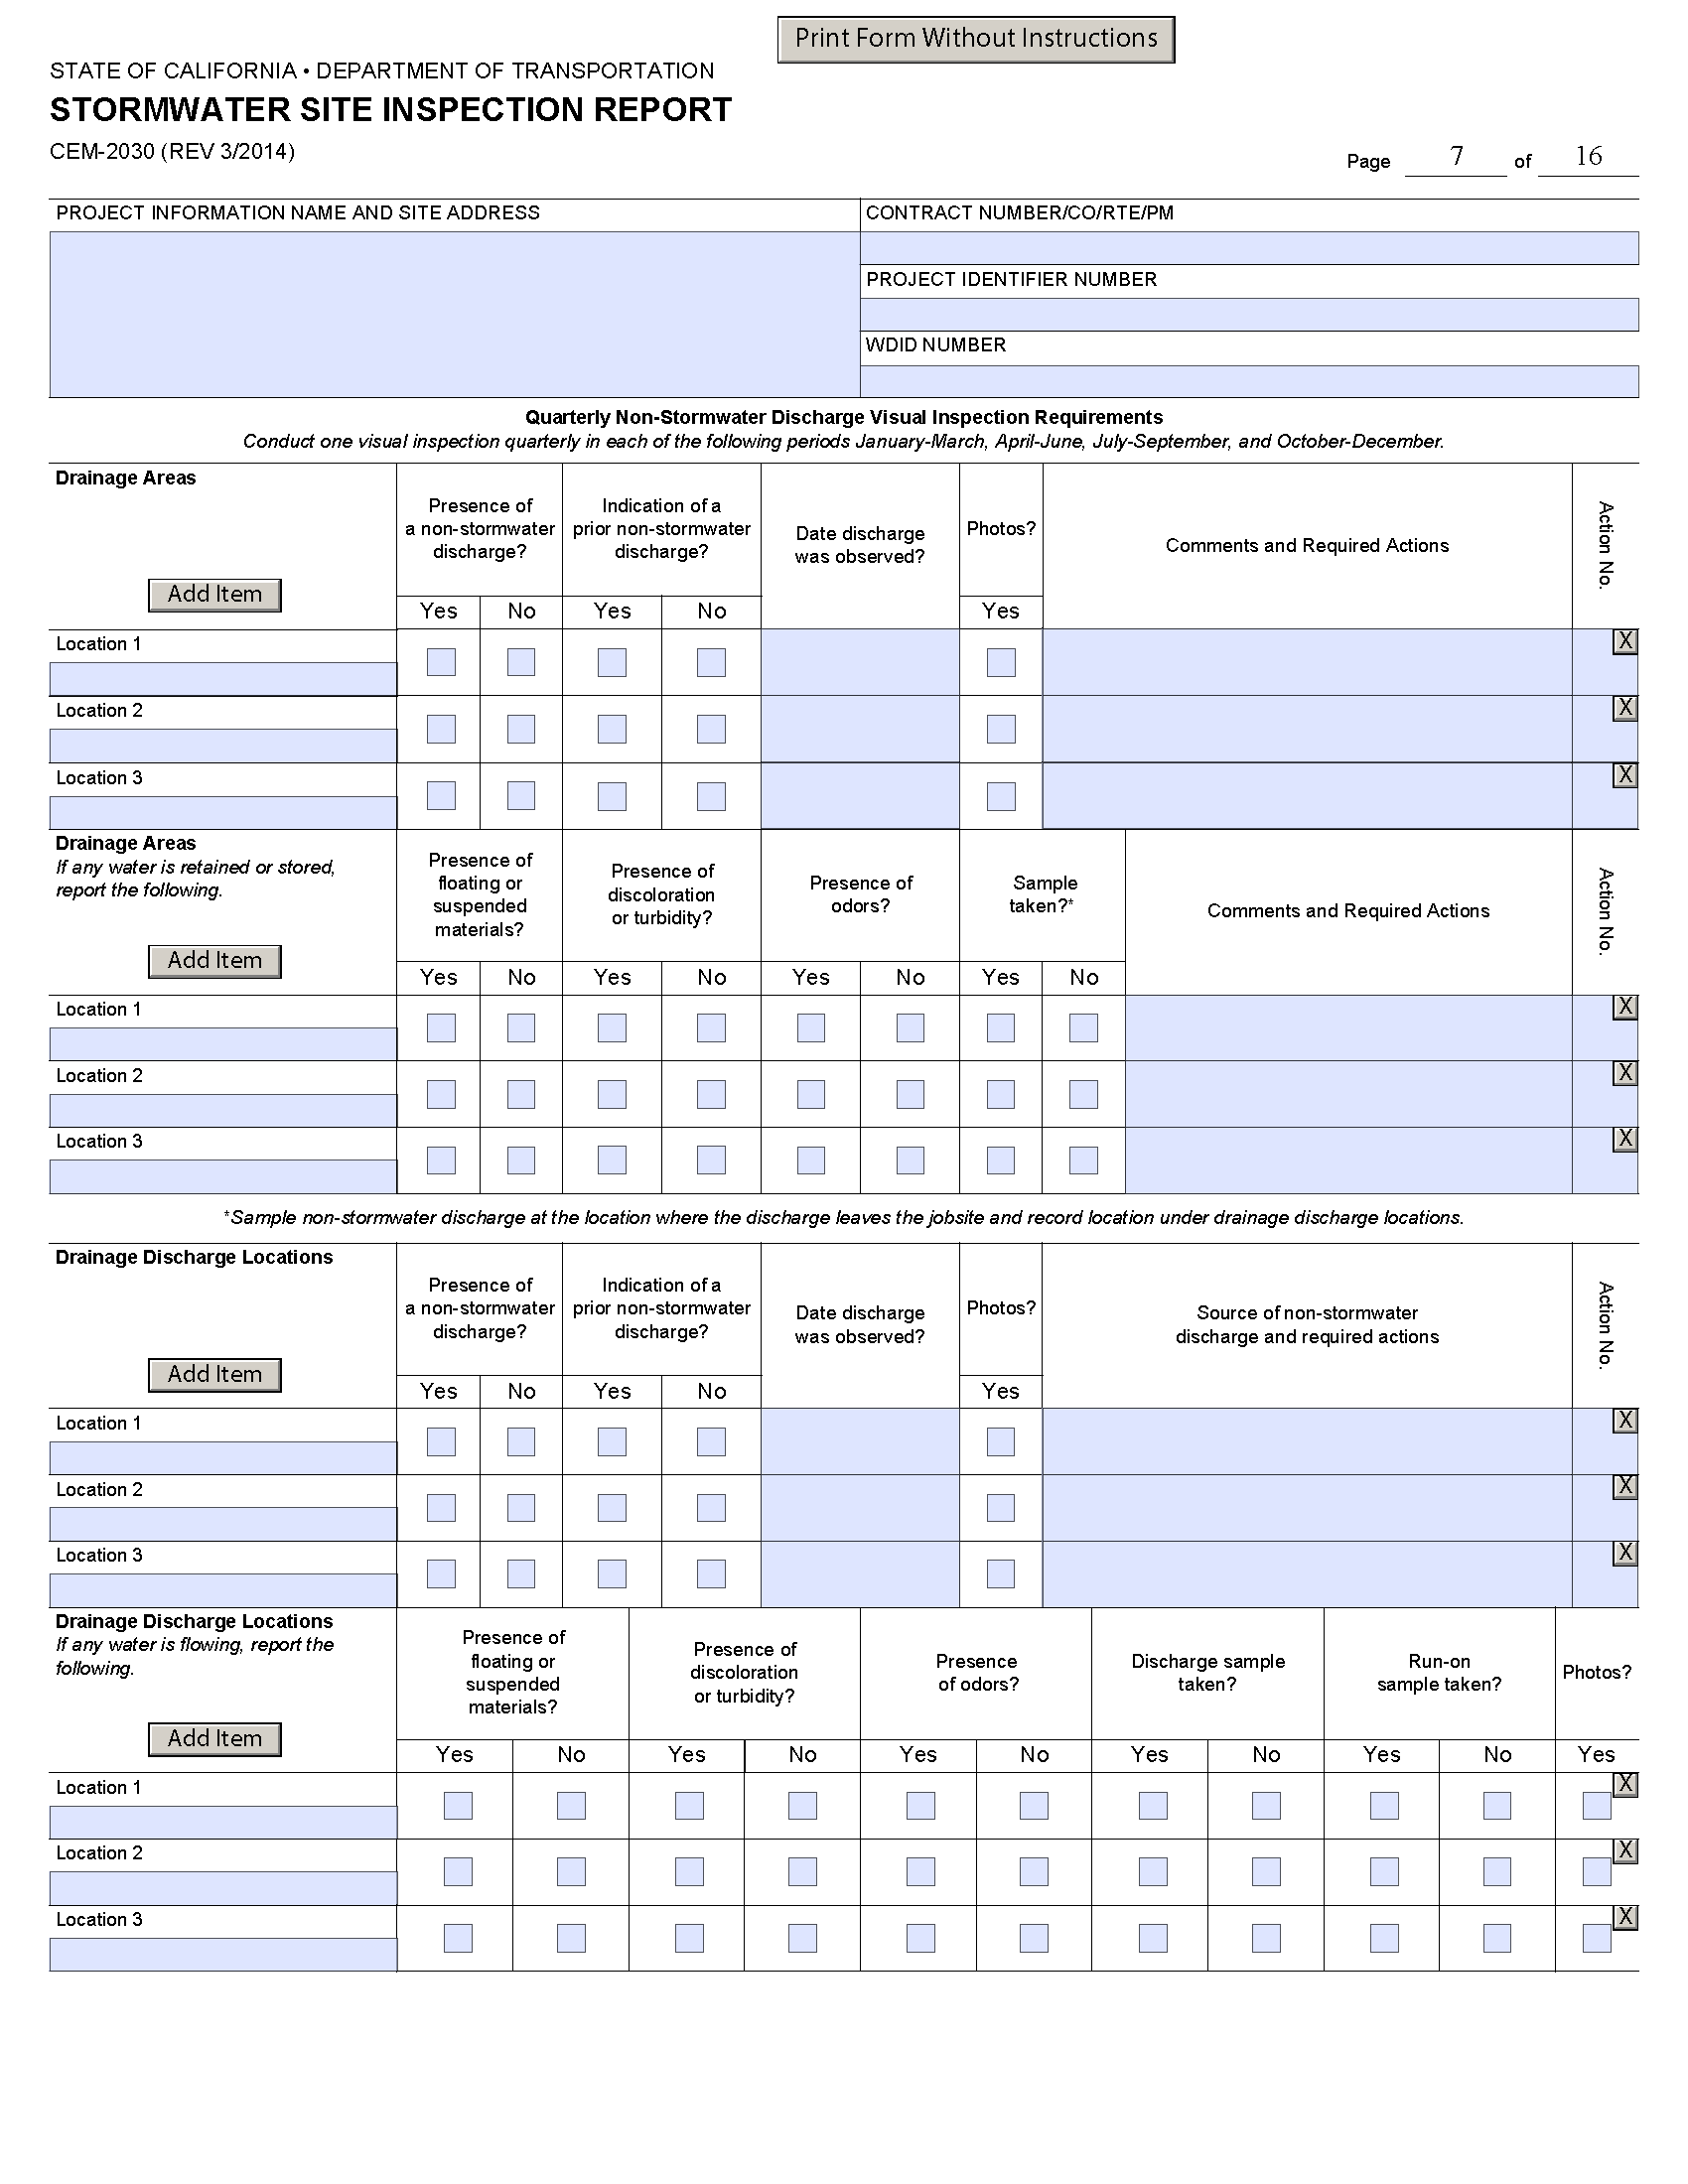 Print Form Without Instructions
STATE OF CALIFORNIA • DEPARTMENT OF TRANSPORTATION
STORMWATER SITE INSPECTION REPORT
CEM-2030 (REV 3/2014)
Page 7 of 16
PROJECT INFORMATION NAME AND SITE ADDRESS
CONTRACT NUMBER/CO/RTE/PM
PROJECT IDENTIFIER NUMBER
WDID NUMBER
Quarterly Non-Stormwater Discharge Visual Inspection Requirements
Conduct one visual inspection quarterly in each of the following periods January-March, April-June, July-September, and October-December.
Drainage Areas
Add Item
Presence of
a non-stormwater
discharge?
Indication of a
prior non-stormwater
discharge?
Date discharge
was observed?
Photos?
Comments and Required Actions
Action No.
Yes No Yes No Yes
Location 1
X
Location 2
X
Location 3
X
Drainage Areas
If any water is retained or stored,
report the following.
Add Item
Presence of
floating or
suspended
materials?
Presence of
discoloration
or turbidity?
Presence of
odors?
Sample
taken?*
Comments and Required Actions
Action No.
Yes No Yes No Yes No Yes No
Location 1
X
Location 2
X
Location 3
X
*Sample non-stormwater discharge at the location where the discharge leaves the jobsite and record location under drainage discharge locations.
Drainage Discharge Locations
Add Item
Presence of
a non-stormwater
discharge?
Indication of a
prior non-stormwater
discharge?
Date discharge
was observed?
Photos?
Source of non-stormwater
discharge and required actions
Action No.
Yes No Yes No Yes
Location 1
X
Location 2
X
Location 3
X
Drainage Discharge Locations
If any water is flowing, report the
following.
Add Item
Presence of
floating or
suspended
materials?
Presence of
discoloration
or turbidity?
Presence
of odors?
Discharge sample
taken?
Run-on
sample taken?
Photos?
Yes No Yes No Yes No Yes No Yes No Yes
Location 1
X
Location 2
X
Location 3
X